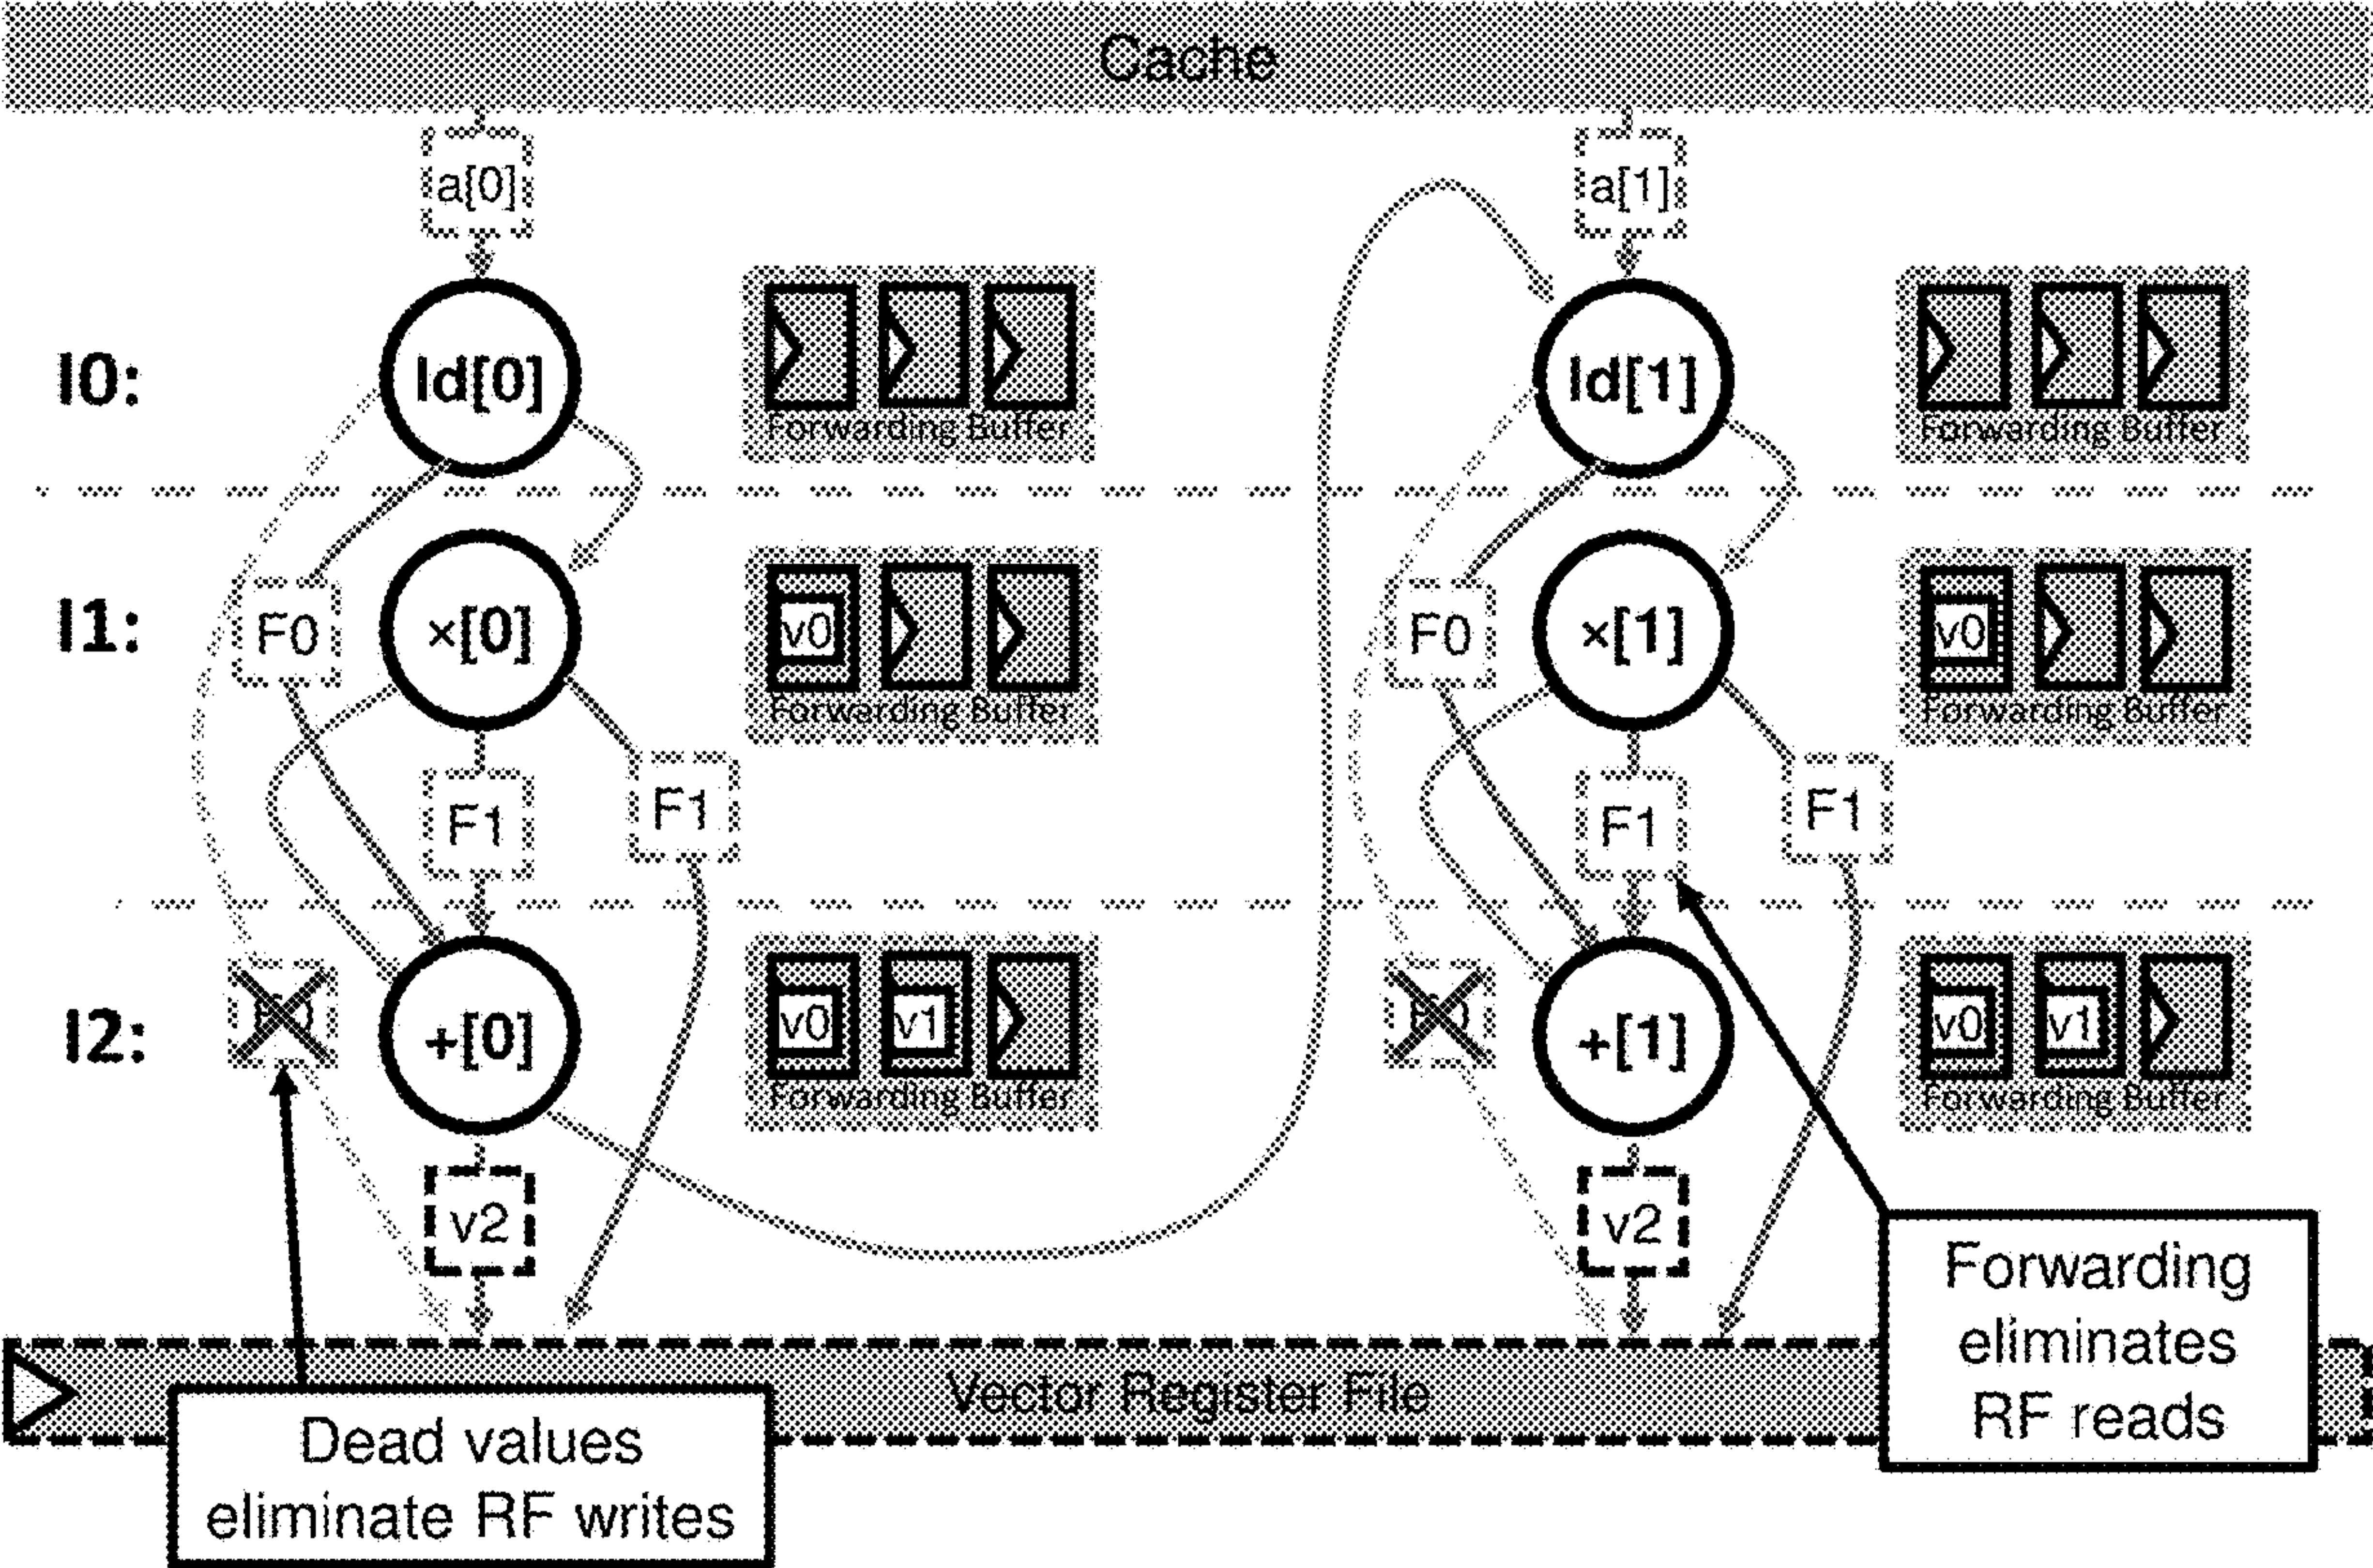 Cache
a[0]
a[1]
I0:
ld[0]
Forwarding Buffer
ld[1]
Forwarding Buffer
I1:
F0
×[0]
v0
Forwarding Buffer
F0
×[1]
v0
Forwarding Buffer
F1
F1
F1
F1
I2:
+[0]
v0
v1
Forwarding Buffer
+[1]
v0
v1
Forwarding Buffer
v2
v2
Vector Register File
Dead values
eliminate RF writes
Forwarding
eliminates
RF reads